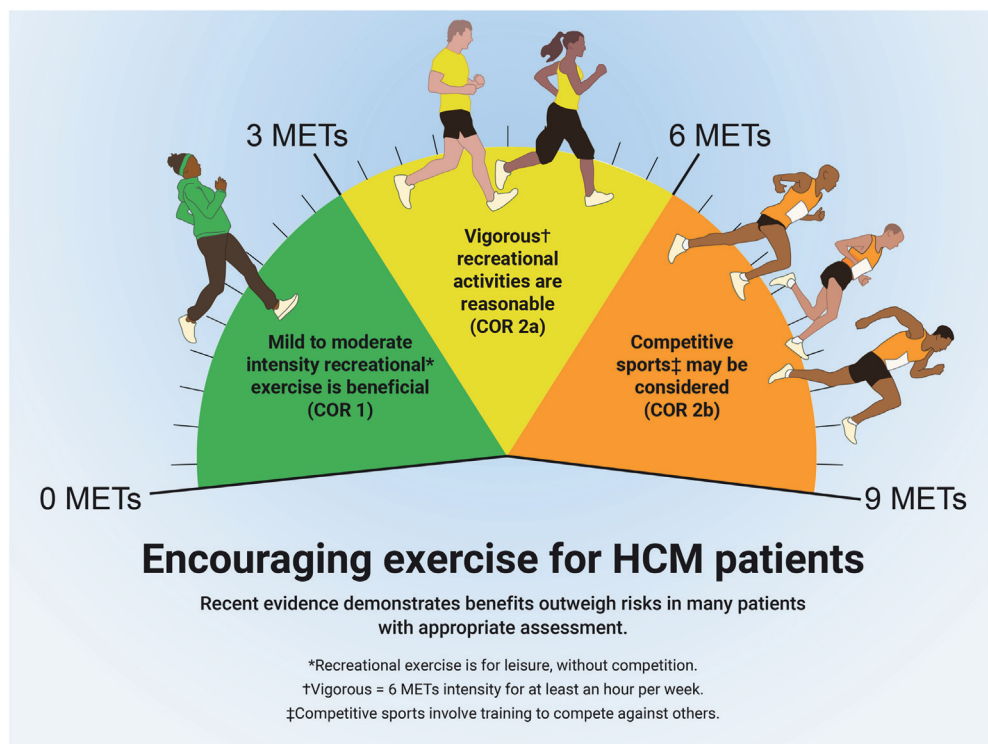 3 METs
6 METs
Vigorous†
recreational
activities are
reasonable
(COR 2a)
Mild to moderate
intensity recreational*
exercise is beneficial
(COR 1)
Competitive
sports‡ may be
considered
(COR 2b)
0 METs
9 METs
Encouraging exercise for HCM patients
Recent evidence demonstrates benefits outweigh risks in many patients
with appropriate assessment.
*Recreational exercise is for leisure, without competition.
†Vigorous = 6 METs intensity for at least an hour per week.
‡Competitive sports involve training to compete against others.